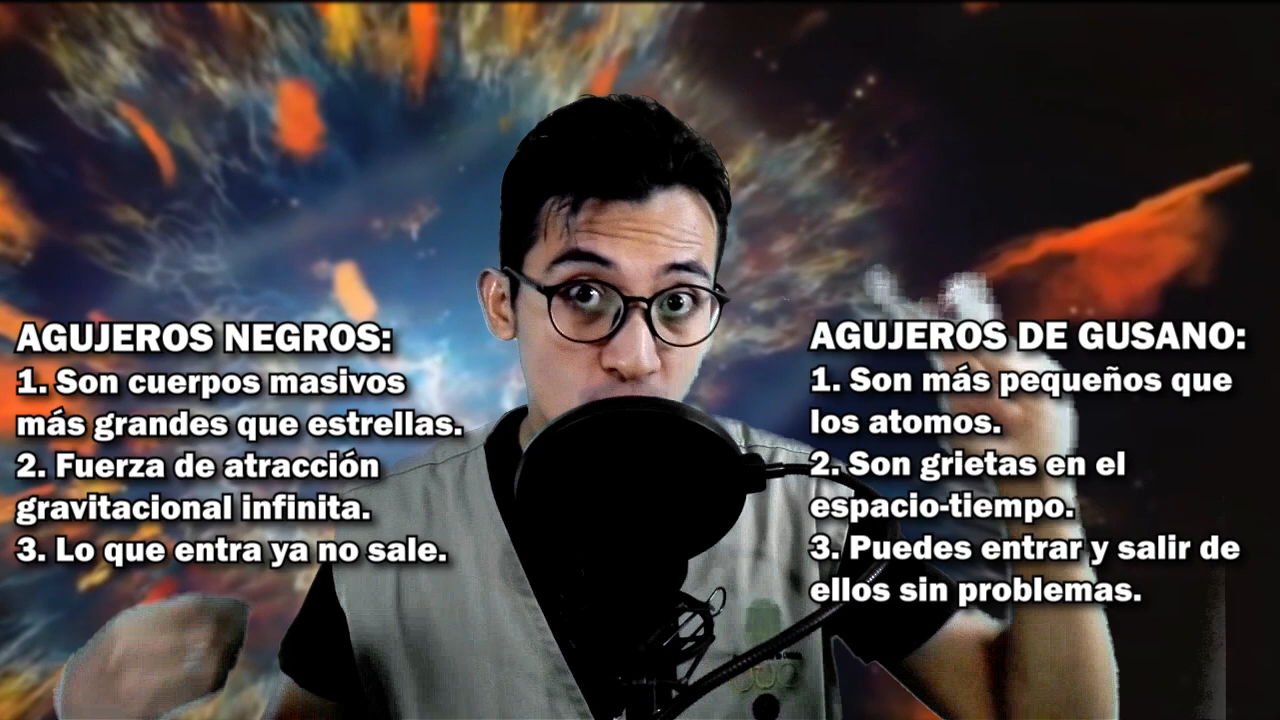 AGUJEROS NEGROS:
1. Son cuerpos masivos
más grandes que estrellas.
2. Fuerza de atracción
gravitacional infinita.
3. Lo que entra ya no sale.
AGUJEROS DE GUSANO:
1. Son más pequeños que
los atomos.
2. Son grietas en el
espacio-tiempo.
3. Puedes entrar y salir de
ellos sin problemas.